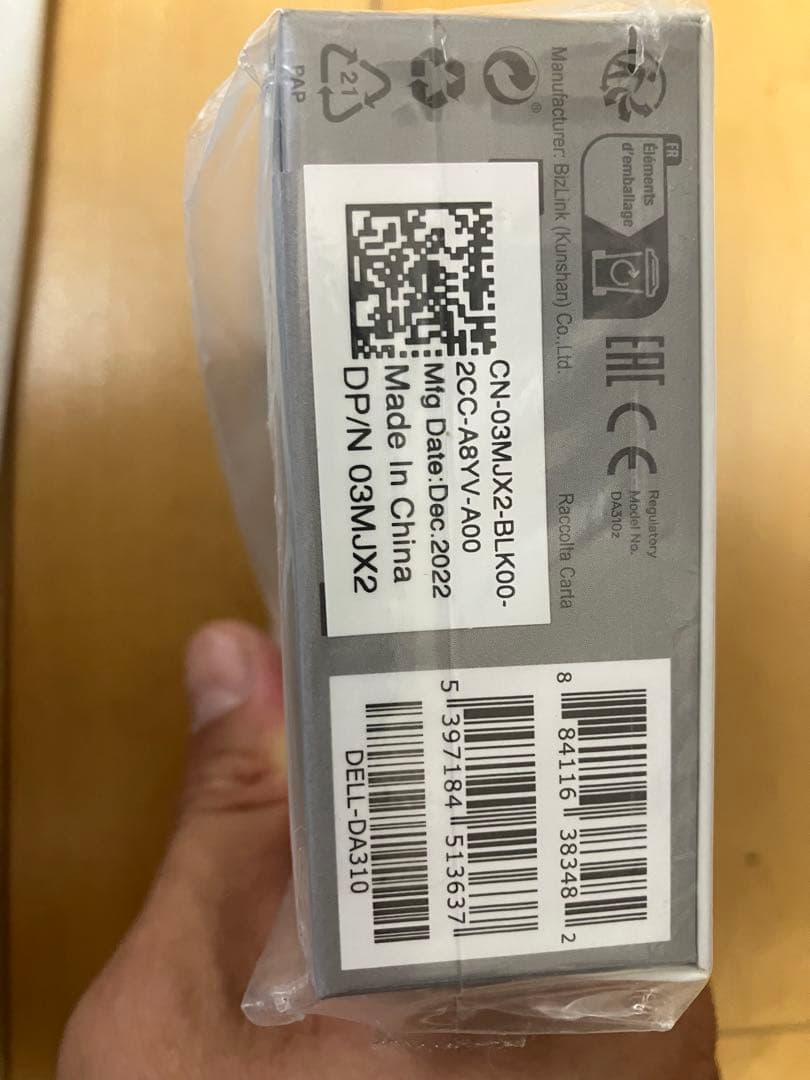 FR
Éléments
d'emballage
EAC CE
Regulatory
Model No.
DA310z
Manufacturer: BizLink (Kunshan) Co.,Ltd.
Raccolta Carta
®
21
PAP
CN-03MJX2-BLK00-
2CC-A8YV-A00
Mfg Date:Dec.2022
Made In China
DP/N 03MJX2
8 84116 38348 2
5 397184 513637
DELL-DA310